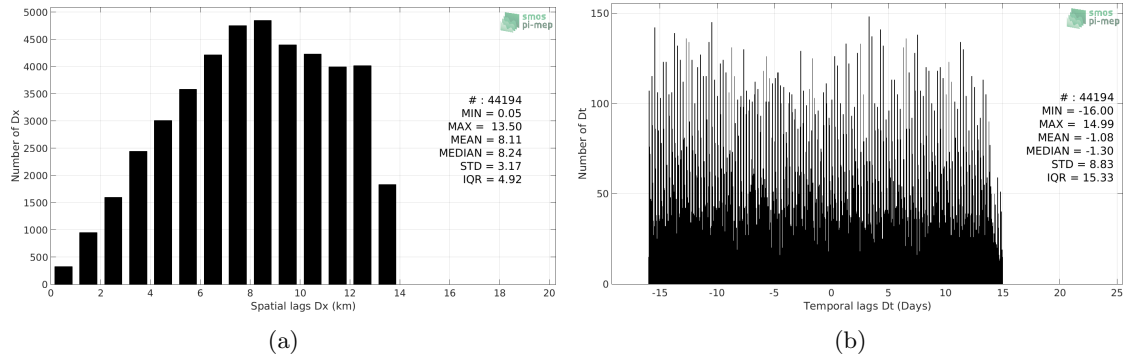 5000
4500
4000
3500
3000
2500
2000
1500
1000
500
0
Number of Dx
smos
pi-mep
# : 44194
MIN = 0.05
MAX = 13.50
MEAN = 8.11
MEDIAN = 8.24
STD = 3.17
IQR = 4.92
0 2 4 6 8 10 12 14 16 18 20
Spatial lags Dx (km)
(a)
150
100
50
0
Number of Dt
smos
pi-mep
# : 44194
MIN = -16.00
MAX = 14.99
MEAN = -1.08
MEDIAN = -1.30
STD = 8.83
IQR = 15.33
-15 -10 -5 0 5 10 15 20 25
Temporal lags Dt (Days)
(b)